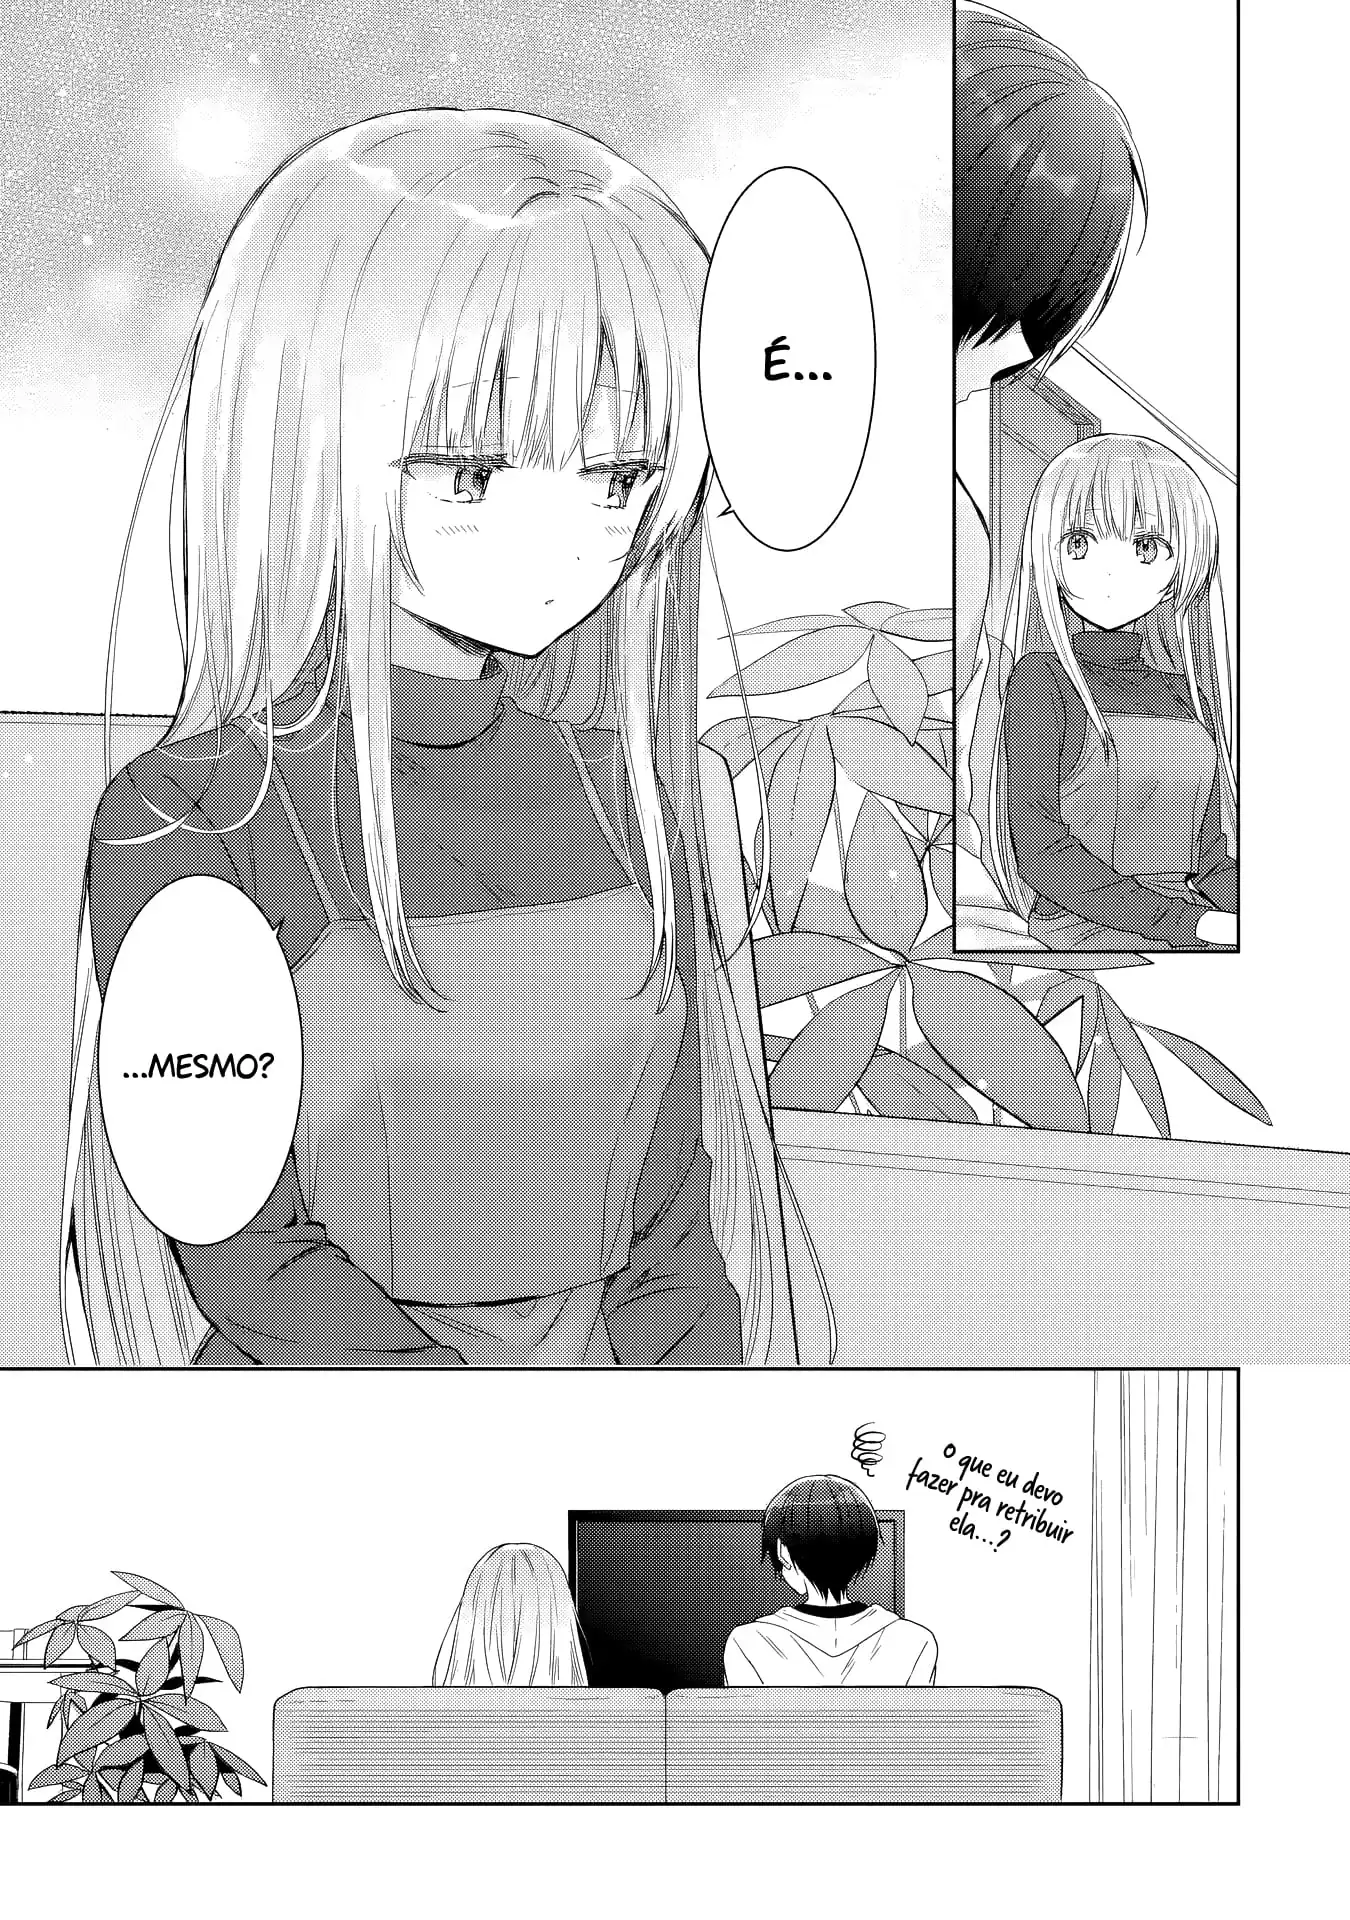 É...
...MESMO?
O que eu devo
fazer pra retribuir
ela...?